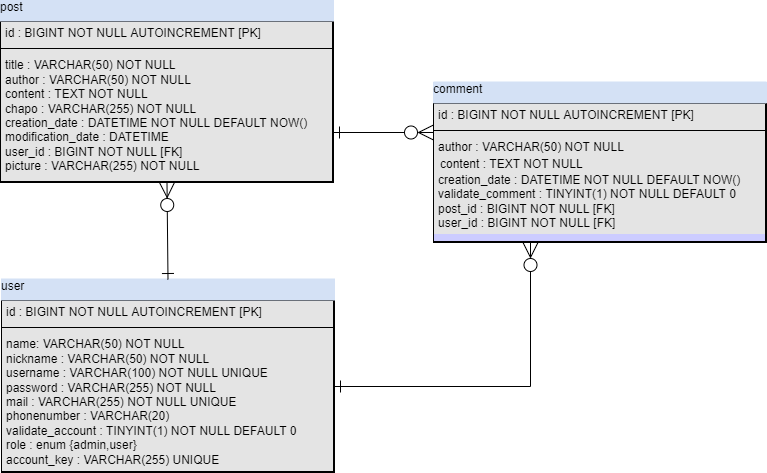 post
id : BIGINT NOT NULL AUTOINCREMENT [PK]
title : VARCHAR(50) NOT NULL
author : VARCHAR(50) NOT NULL
content : TEXT NOT NULL
chapo : VARCHAR(255) NOT NULL
creation_date : DATETIME NOT NULL DEFAULT NOW()
modification_date : DATETIME
user_id : BIGINT NOT NULL [FK]
picture : VARCHAR(255) NOT NULL
comment
id : BIGINT NOT NULL AUTOINCREMENT [PK]
author : VARCHAR(50) NOT NULL
content : TEXT NOT NULL
creation_date : DATETIME NOT NULL DEFAULT NOW()
validate_comment : TINYINT(1) NOT NULL DEFAULT 0
post_id : BIGINT NOT NULL [FK]
user_id : BIGINT NOT NULL [FK]
user
id : BIGINT NOT NULL AUTOINCREMENT [PK]
name: VARCHAR(50) NOT NULL
nickname : VARCHAR(50) NOT NULL
username : VARCHAR(100) NOT NULL UNIQUE
password : VARCHAR(255) NOT NULL
mail : VARCHAR(255) NOT NULL UNIQUE
phonenumber : VARCHAR(20)
validate_account : TINYINT(1) NOT NULL DEFAULT 0
role : enum {admin,user}
account_key : VARCHAR(255) UNIQUE